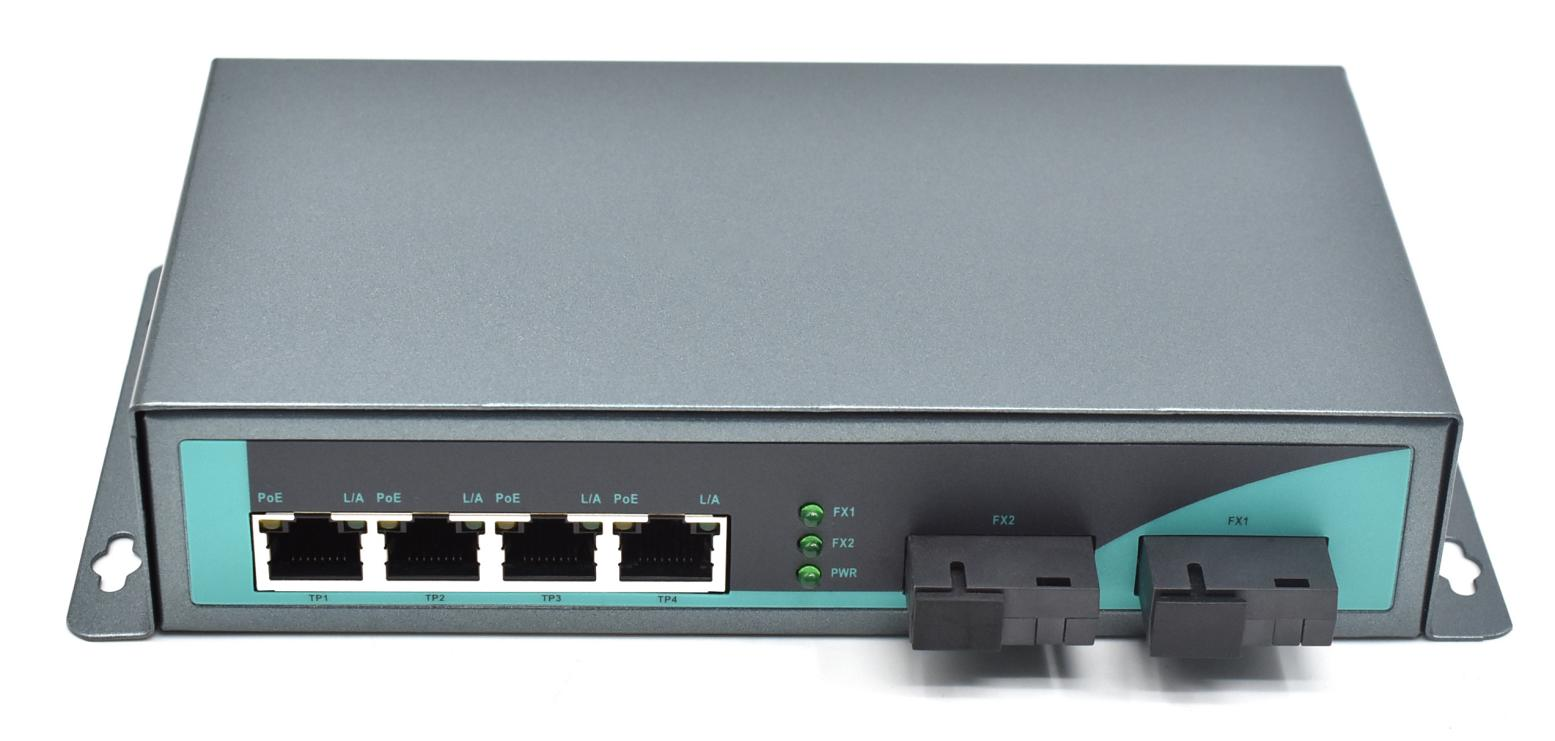 PoE L/A PoE L/A PoE L/A PoE L/A
TP1 TP2 TP3 TP4
FX1
FX2
PWR
FX2
FX1